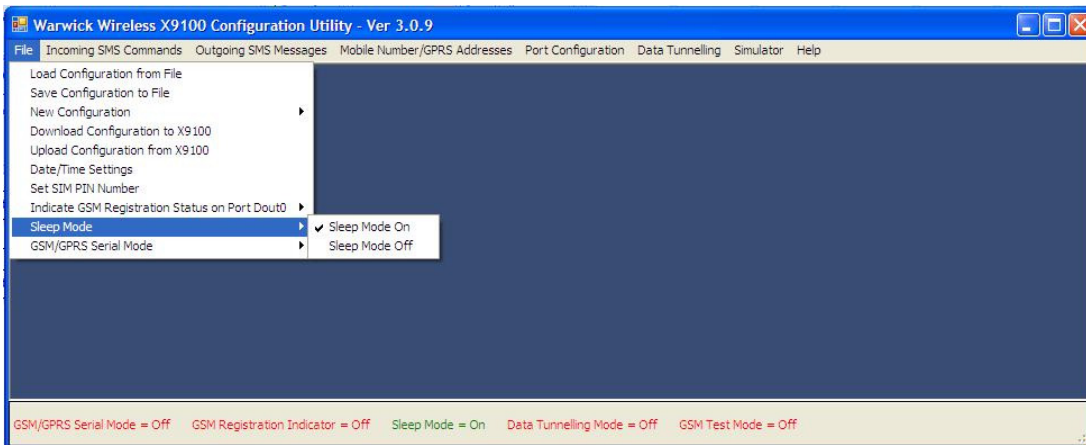 Warwick Wireless X9100 Configuration Utility - Ver 3.0.9
File Incoming SMS Commands Outgoing SMS Messages Mobile Number/GPRS Addresses Port Configuration Data Tunnelling Simulator Help
Load Configuration from File
Save Configuration to File
New Configuration
Download Configuration to X9100
Upload Configuration from X9100
Date/Time Settings
Set SIM PIN Number
Indicate GSM Registration Status on Port Dout0
Sleep Mode
Sleep Mode On
GSM/GPRS Serial Mode
Sleep Mode Off
GSM/GPRS Serial Mode = Off GSM Registration Indicator = Off Sleep Mode = On Data Tunnelling Mode = Off GSM Test Mode = Off